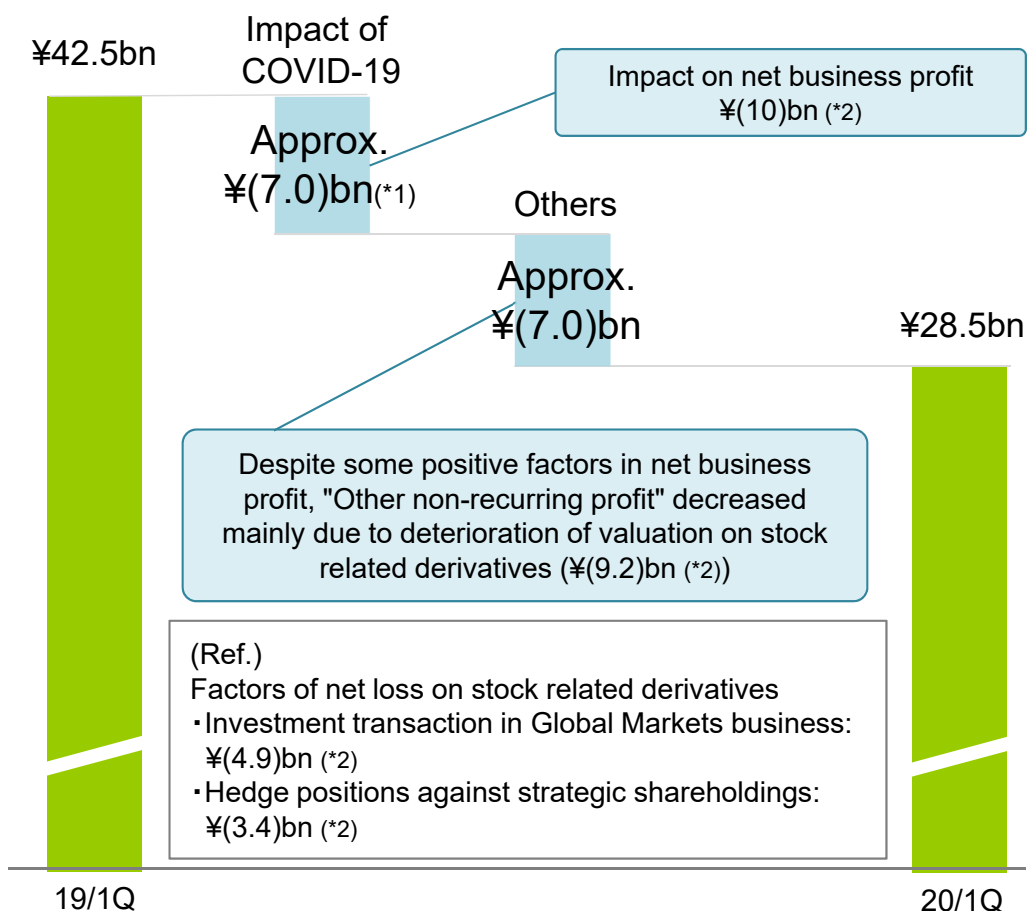 ¥42.5bn
Impact of
COVID-19
Approx.
¥(7.0)bn(*1)
Impact on net business profit
¥(10)bn (*2)
Others
Approx.
¥(7.0)bn
¥28.5bn
Despite some positive factors in net business
profit, "Other non-recurring profit" decreased
mainly due to deterioration of valuation on stock
related derivatives (¥(9.2)bn (*2))
(Ref.)
Factors of net loss on stock related derivatives
・Investment transaction in Global Markets business:
¥(4.9)bn (*2)
・Hedge positions against strategic shareholdings:
¥(3.4)bn (*2)
19/1Q
20/1Q